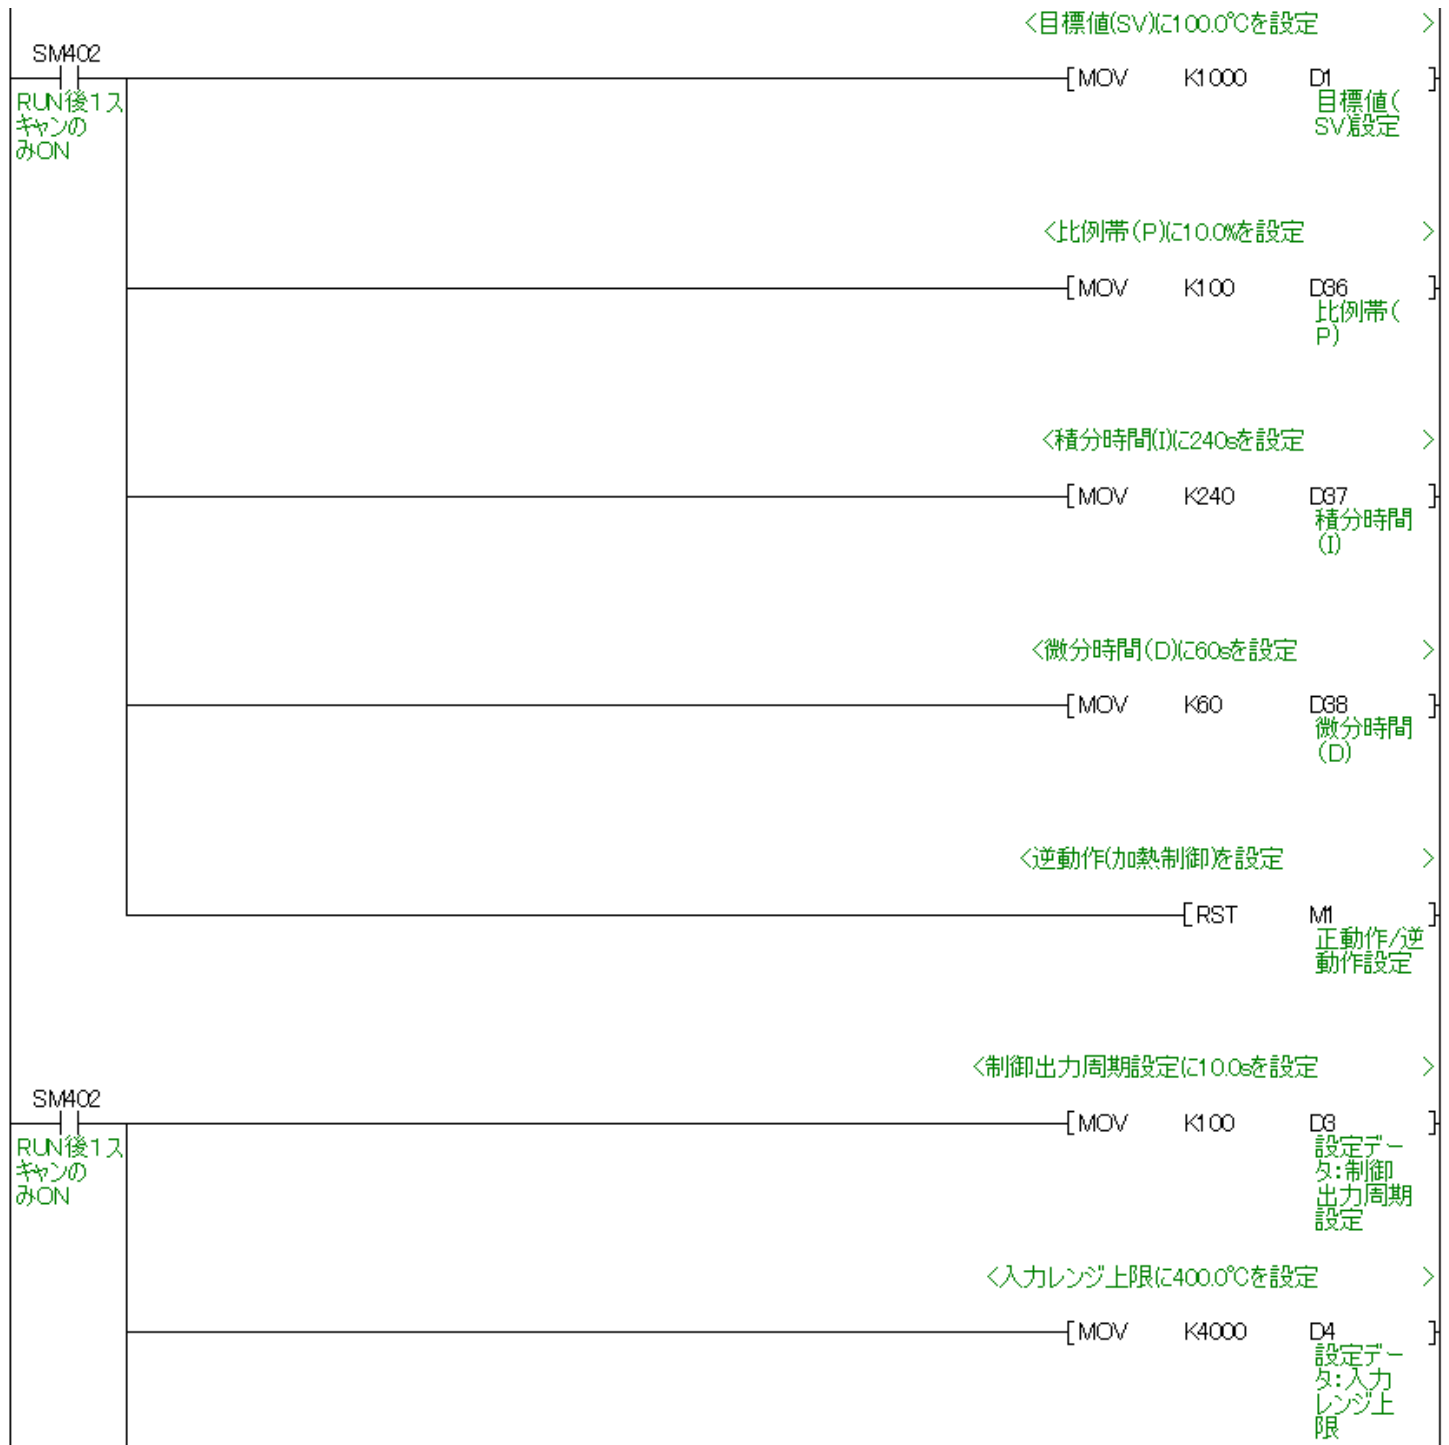 <目標値(SV)に100.0℃を設定 >
SM402
[MOV K1000 D1 ]
RUN後1ス
キャンの
みON
目標値(
SV)設定
<比例帯(P)に10.0%を設定 >
[MOV K100 D36 ]
比例帯(
P)
<積分時間(I)に240sを設定 >
[MOV K240 D37 ]
積分時間
(I)
<微分時間(D)に60sを設定 >
[MOV K60 D38 ]
微分時間
(D)
<逆動作(加熱制御)を設定 >
[RST M1 ]
正動作/逆
動作設定
<制御出力周期設定に10.0sを設定 >
SM402
[MOV K100 D3 ]
RUN後1ス
キャンの
みON
設定デー
タ:制御
出力周期
設定
<入力レンジ上限に400.0℃を設定 >
[MOV K4000 D4 ]
設定デー
タ:入力
レンジ上
限